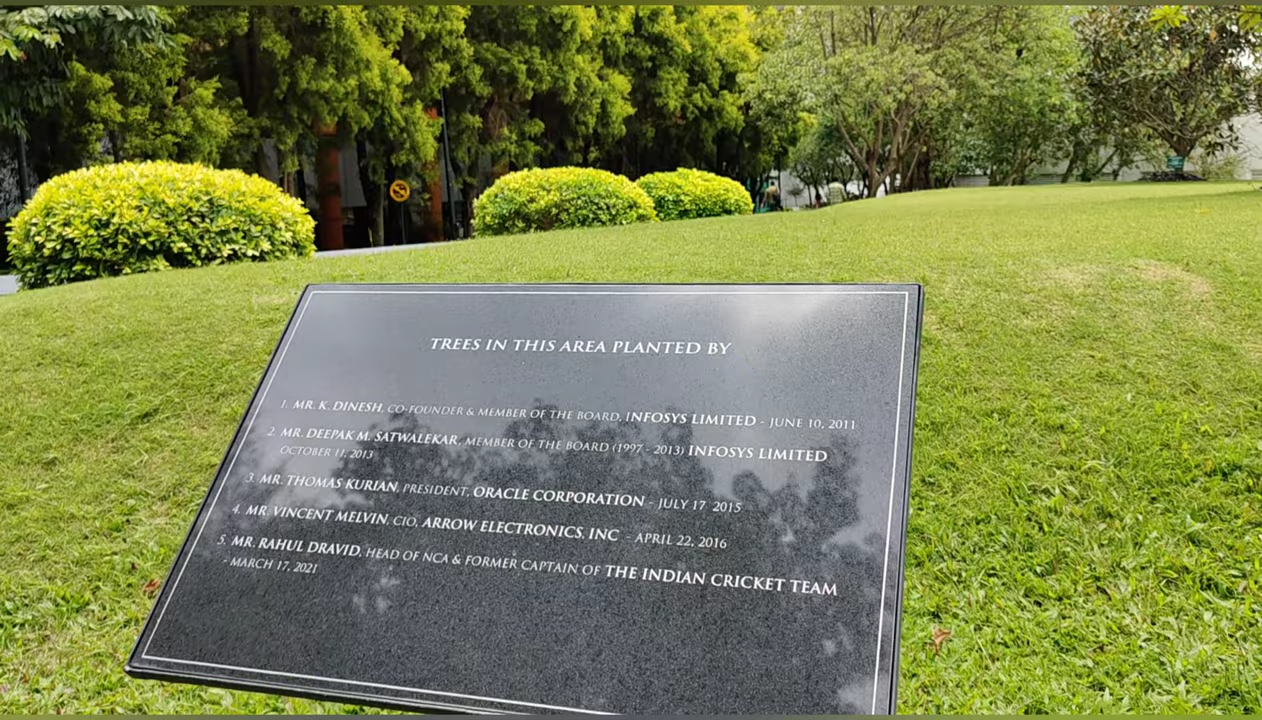 TREES IN THIS AREA PLANTED BY
1. MR. K. DINESH, CO-FOUNDER & MEMBER OF THE BOARD, INFOSYS LIMITED - JUNE 10, 2011
2. MR. DEEPAK M. SATWALEKAR, MEMBER OF THE BOARD (1997 - 2013) INFOSYS LIMITED
OCTOBER 11, 2013
3. MR. THOMAS KURIAN, PRESIDENT, ORACLE CORPORATION - JULY 17 2015
4. MR. VINCENT MELVIN, CIO, ARROW ELECTRONICS, INC - APRIL 22, 2016
5. MR. RAHUL DRAVID, HEAD OF NCA & FORMER CAPTAIN OF THE INDIAN CRICKET TEAM
- MARCH 17, 2021